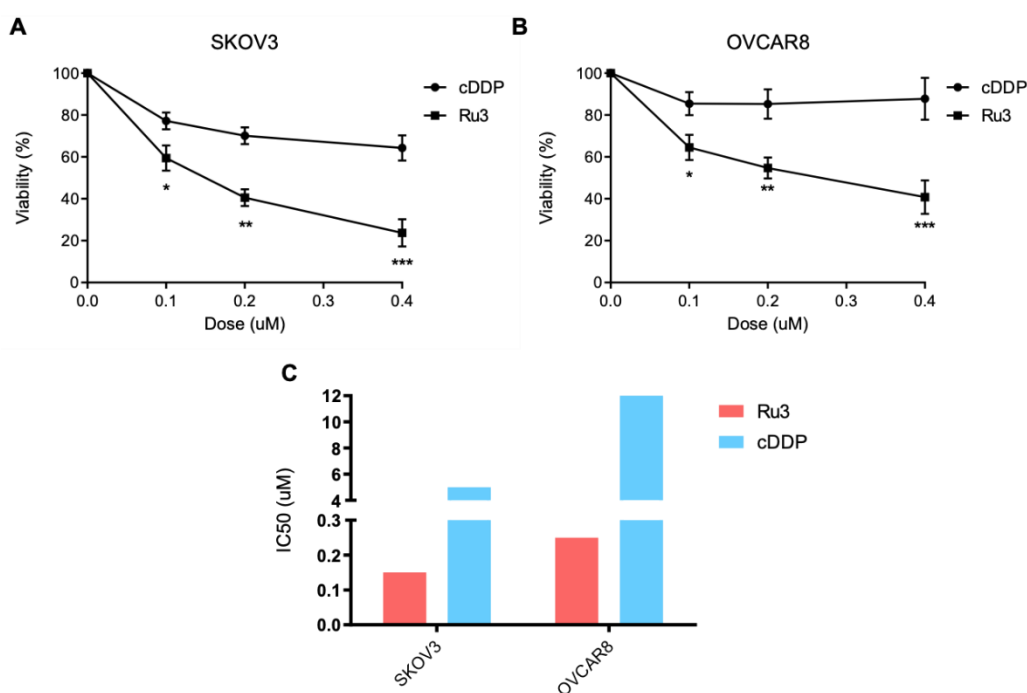 A
SKOV3
Viability (%)
100
80
60
40
20
0
0.0 0.1 0.2 0.3 0.4
Dose (uM)
* ** ***
cDDP
Ru3
B
OVCAR8
Viability (%)
100
80
60
40
20
0
0.0 0.1 0.2 0.3 0.4
Dose (uM)
* ** ***
cDDP
Ru3
C
IC50 (uM)
12
10
8
6
4
0.3
0.2
0.1
0.0
SKOV3
OVCAR8
Ru3
cDDP